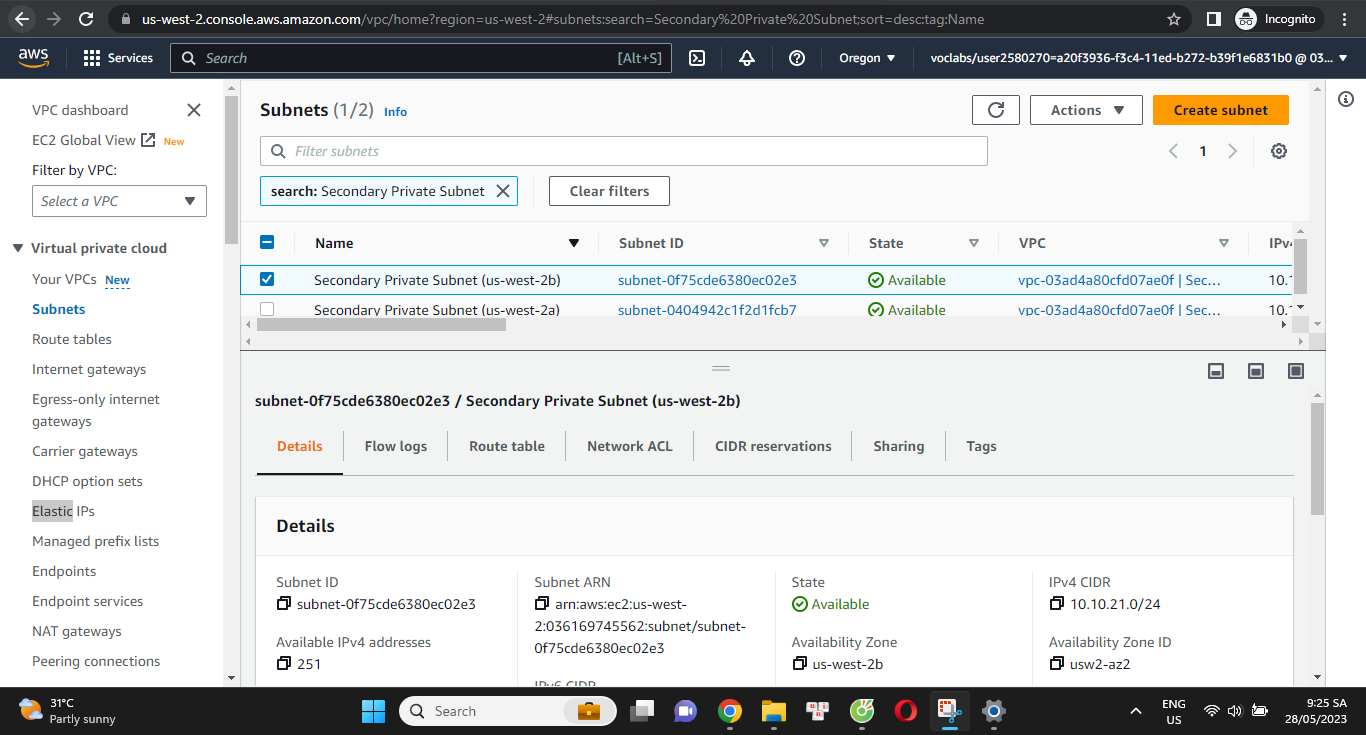 us-west-2.console.aws.amazon.com/vpc/home?region=us-west-2#subnets:search=Secondary%20Private%20Subnet;sort=desc:tag:Name
Incognito
aws
Services
Search
[Alt+S]
Oregon
voclabs/user2580270=a20f3936-f3c4-11ed-b272-b39f1e6831b0 @ 03...
VPC dashboard
EC2 Global View
New
Filter by VPC:
Select a VPC
Virtual private cloud
Your VPCs New
Subnets
Route tables
Internet gateways
Egress-only internet
gateways
Carrier gateways
DHCP option sets
Elastic IPs
Managed prefix lists
Endpoints
Endpoint services
NAT gateways
Peering connections
Subnets (1/2) Info
Actions
Create subnet
Filter subnets
1
search: Secondary Private Subnet
Clear filters
Name
Subnet ID
State
VPC
IPv
Secondary Private Subnet (us-west-2b)
subnet-0f75cde6380ec02e3
Available
vpc-03ad4a80cfd07ae0f | Sec...
10.1
Secondary Private Subnet (us-west-2a)
subnet-0404942c1f2d1fcb7
Available
vpc-03ad4a80cfd07ae0f | Sec...
10.1
subnet-0f75cde6380ec02e3 / Secondary Private Subnet (us-west-2b)
Details
Flow logs
Route table
Network ACL
CIDR reservations
Sharing
Tags
Details
Subnet ID
subnet-0f75cde6380ec02e3
Available IPv4 addresses
251
Subnet ARN
arn:aws:ec2:us-west-
2:036169745562:subnet/subnet-
0f75cde6380ec02e3
IPv6 CIDR
State
Available
Availability Zone
us-west-2b
IPv4 CIDR
10.10.21.0/24
Availability Zone ID
usw2-az2
31°C
Partly sunny
Search
ENG
US
9:25 SA
28/05/2023